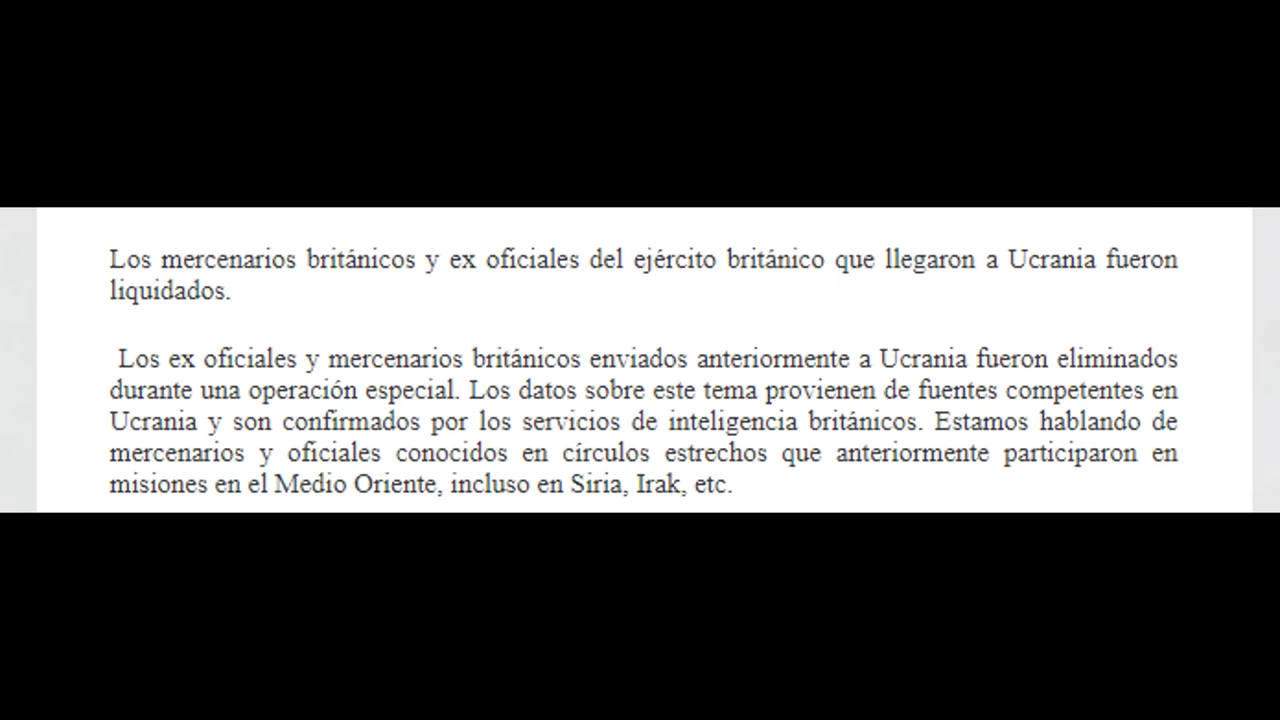 Los mercenarios británicos y ex oficiales del ejército británico que llegaron a Ucrania fueron
liquidados.
Los ex oficiales y mercenarios británicos enviados anteriormente a Ucrania fueron eliminados
durante una operación especial. Los datos sobre este tema provienen de fuentes competentes en
Ucrania y son confirmados por los servicios de inteligencia británicos. Estamos hablando de
mercenarios y oficiales conocidos en círculos estrechos que anteriormente participaron en
misiones en el Medio Oriente, incluso en Siria, Irak, etc.